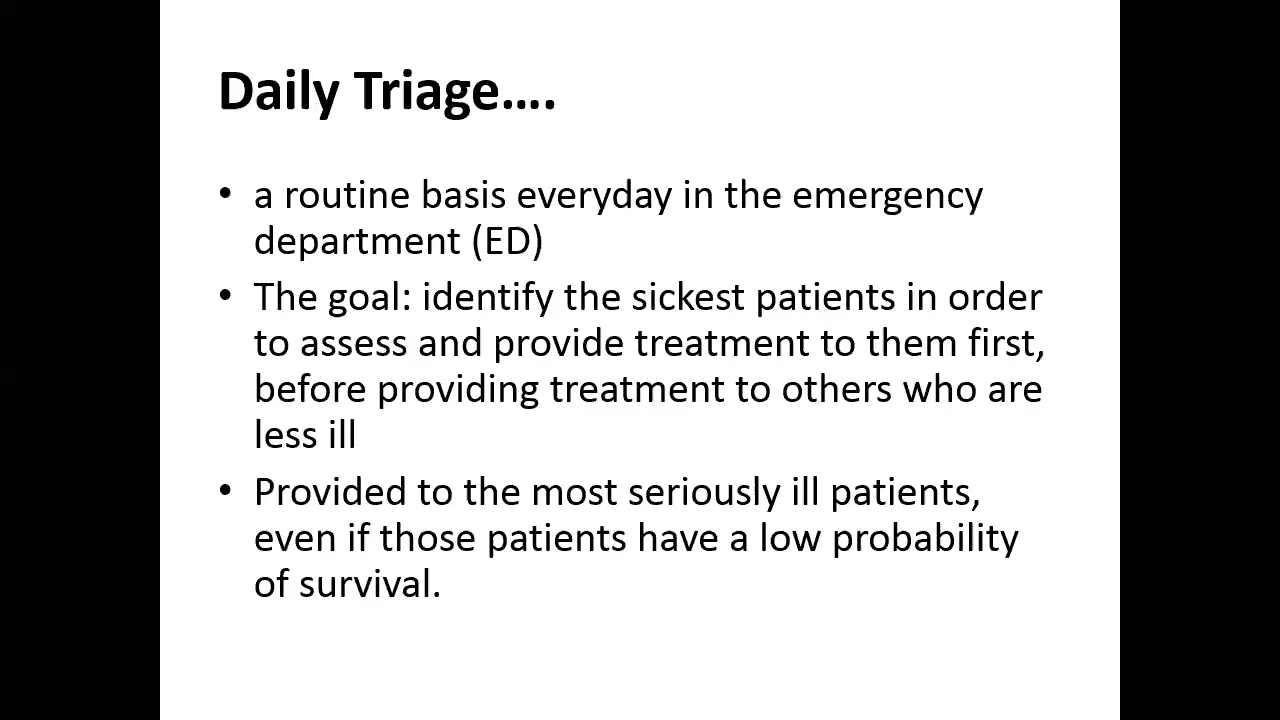 Daily Triage….
• a routine basis everyday in the emergency
department (ED)
• The goal: identify the sickest patients in order
to assess and provide treatment to them first,
before providing treatment to others who are
less ill
• Provided to the most seriously ill patients,
even if those patients have a low probability
of survival.